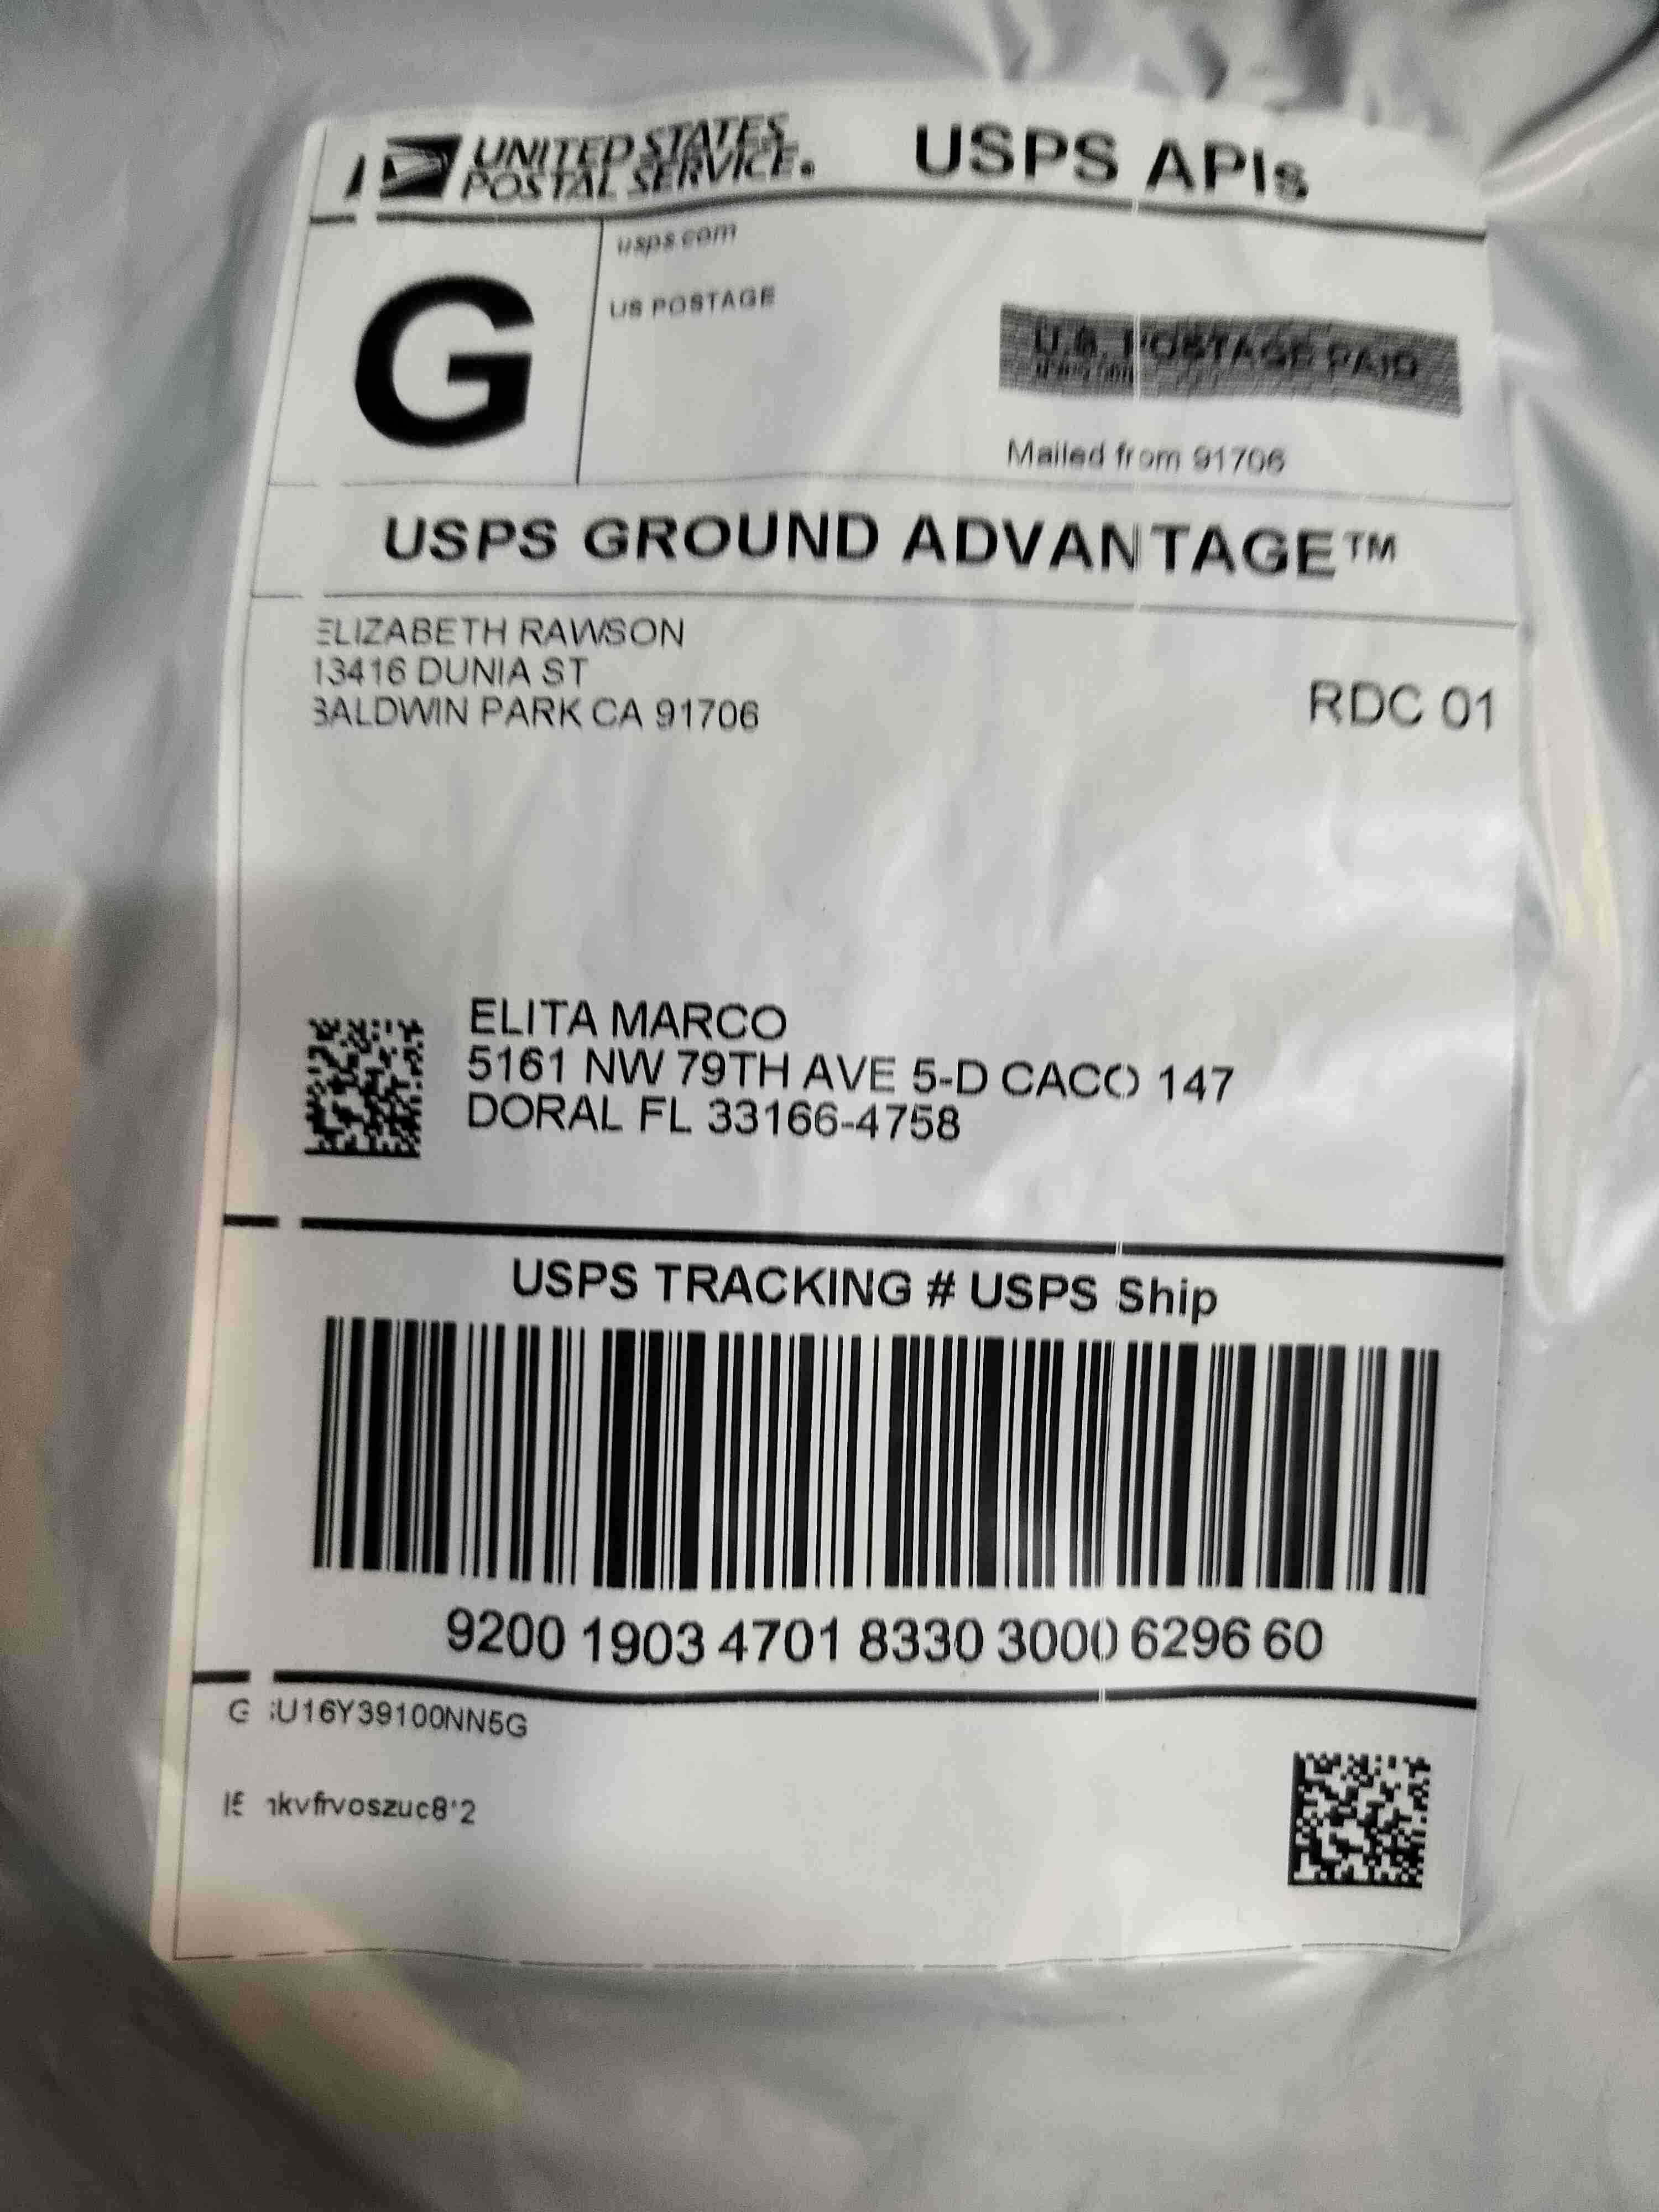 UNITED STATES
POSTAL SERVICE.
USPS APIs
G
usps.com
US POSTAGE
U.S. POSTAGE PAID
Mailed from 91706
USPS GROUND ADVANTAGE™
ELIZABETH RAWSON
13416 DUNIA ST
BALDWIN PARK CA 91706
RDC 01
ELITA MARCO
5161 NW 79TH AVE 5-D CACO 147
DORAL FL 33166-4758
USPS TRACKING # USPS Ship
9200 1903 4701 8330 3000 6296 60